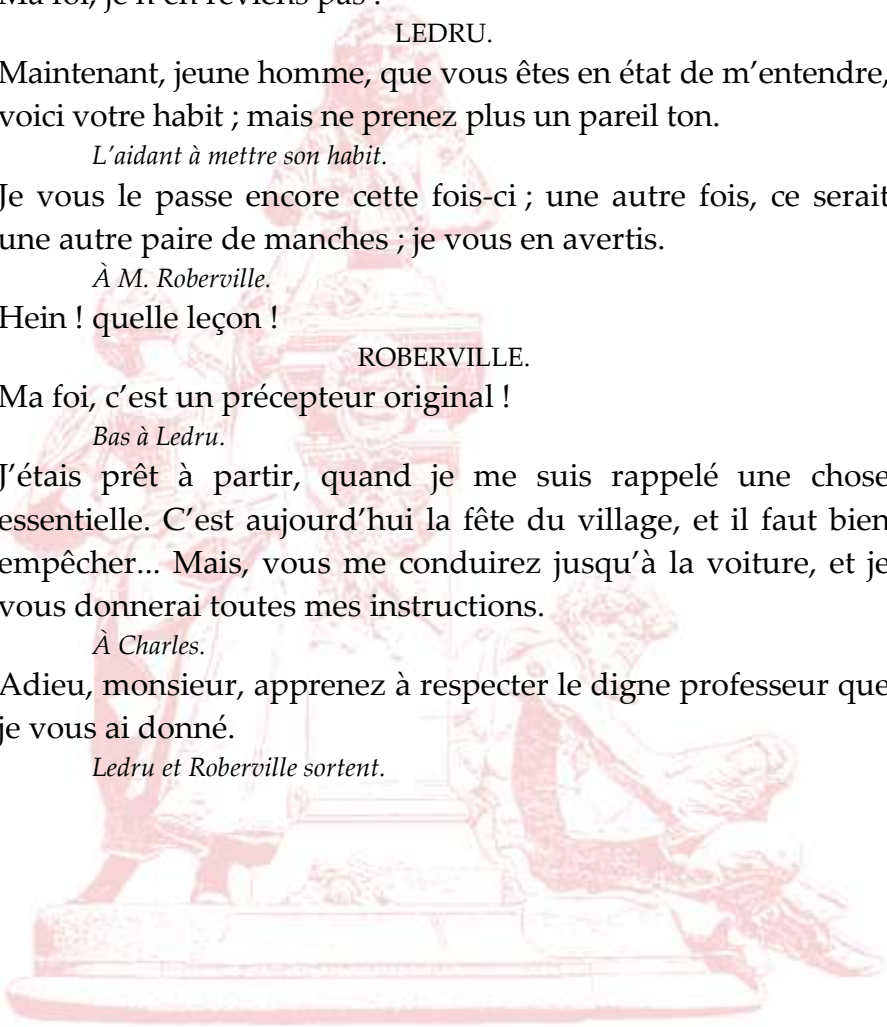 Ma foi, je n'en reviens pas !
LEDRU.
Maintenant, jeune homme, que vous êtes en état de m'entendre,
voici votre habit ; mais ne prenez plus un pareil ton.
L'aidant à mettre son habit.
Je vous le passe encore cette fois-ci ; une autre fois, ce serait
une autre paire de manches ; je vous en avertis.
À M. Roberville.
Hein ! quelle leçon !
ROBERVILLE.
Ma foi, c'est un précepteur original !
Bas à Ledru.
J'étais prêt à partir, quand je me suis rappelé une chose
essentielle. C'est aujourd'hui la fête du village, et il faut bien
empêcher... Mais, vous me conduirez jusqu'à la voiture, et je
vous donnerai toutes mes instructions.
À Charles.
Adieu, monsieur, apprenez à respecter le digne professeur que
je vous ai donné.
Ledru et Roberville sortent.